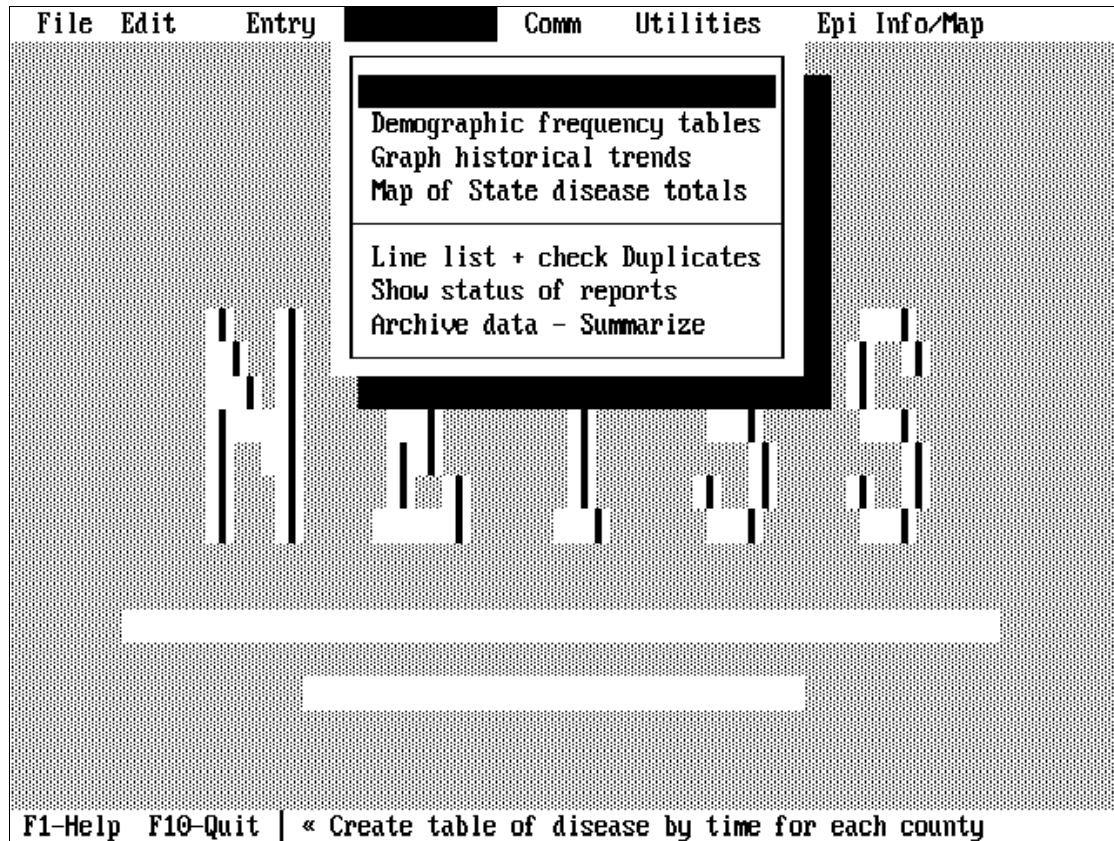 File Edit Entry Comm Utilities Epi Info/Map
Demographic frequency tables
Graph historical trends
Map of State disease totals
Line list + check Duplicates
Show status of reports
Archive data - Summarize
F1-Help F10-Quit | « Create table of disease by time for each county